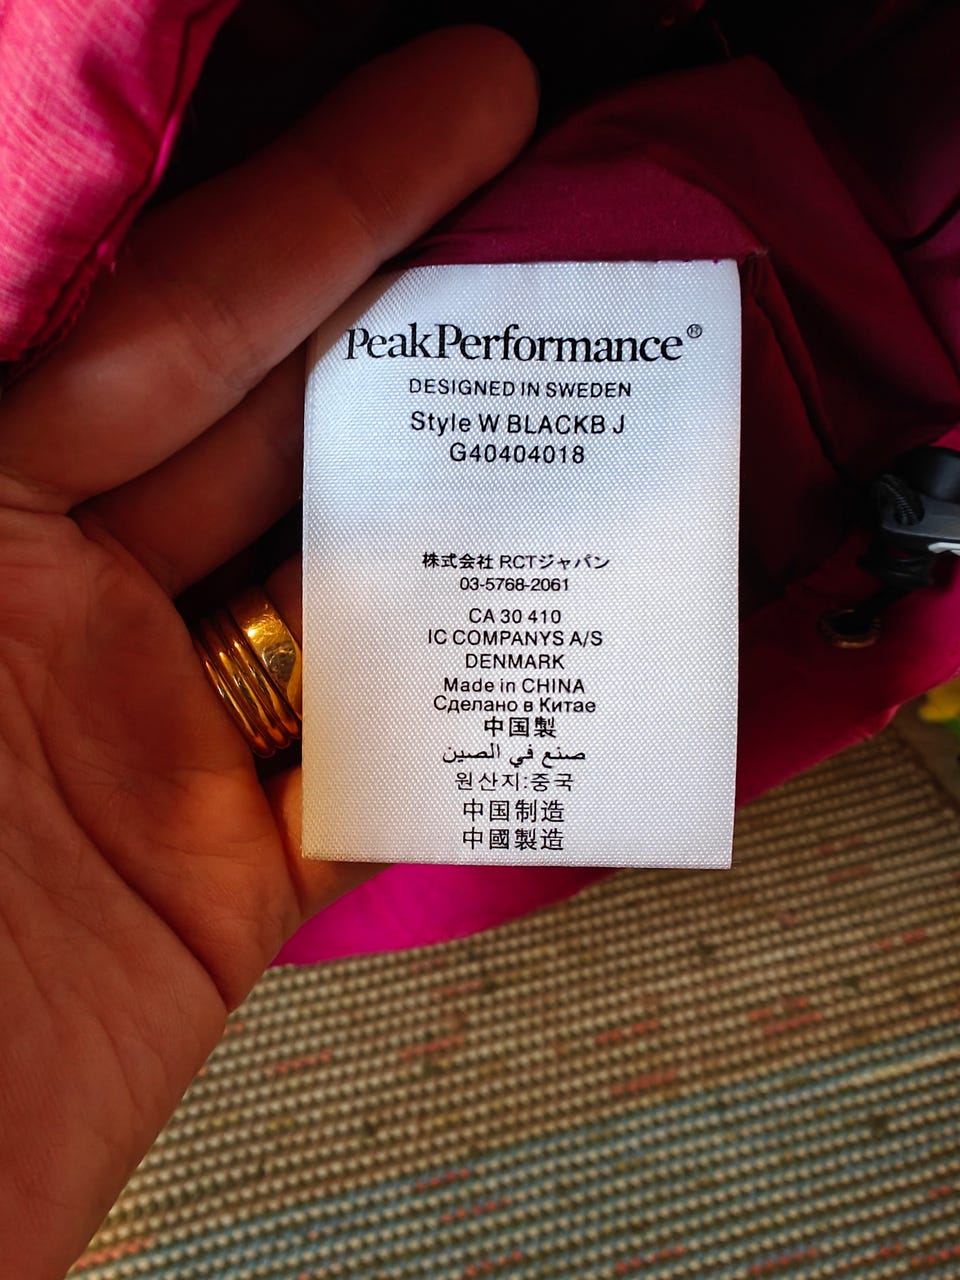 PeakPerformance®
DESIGNED IN SWEDEN
Style W BLACKB J
G40404018
株式会社 RCTジャパン
03-5768-2061
CA 30 410
IC COMPANYS A/S
DENMARK
Made in CHINA
Сделано в Китае
中国製
صنع في الصين
원산지:중국
中国制造
中國製造